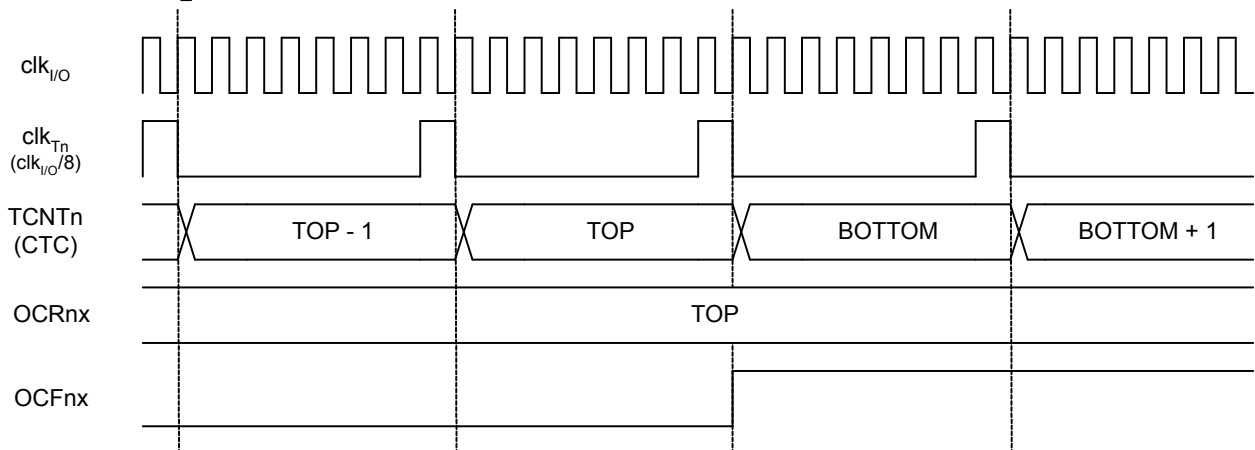 clkI/O
clkTn
(clkI/O/8)
TCNTn
(CTC)
TOP - 1
TOP
BOTTOM
BOTTOM + 1
OCRnx
TOP
OCFnx